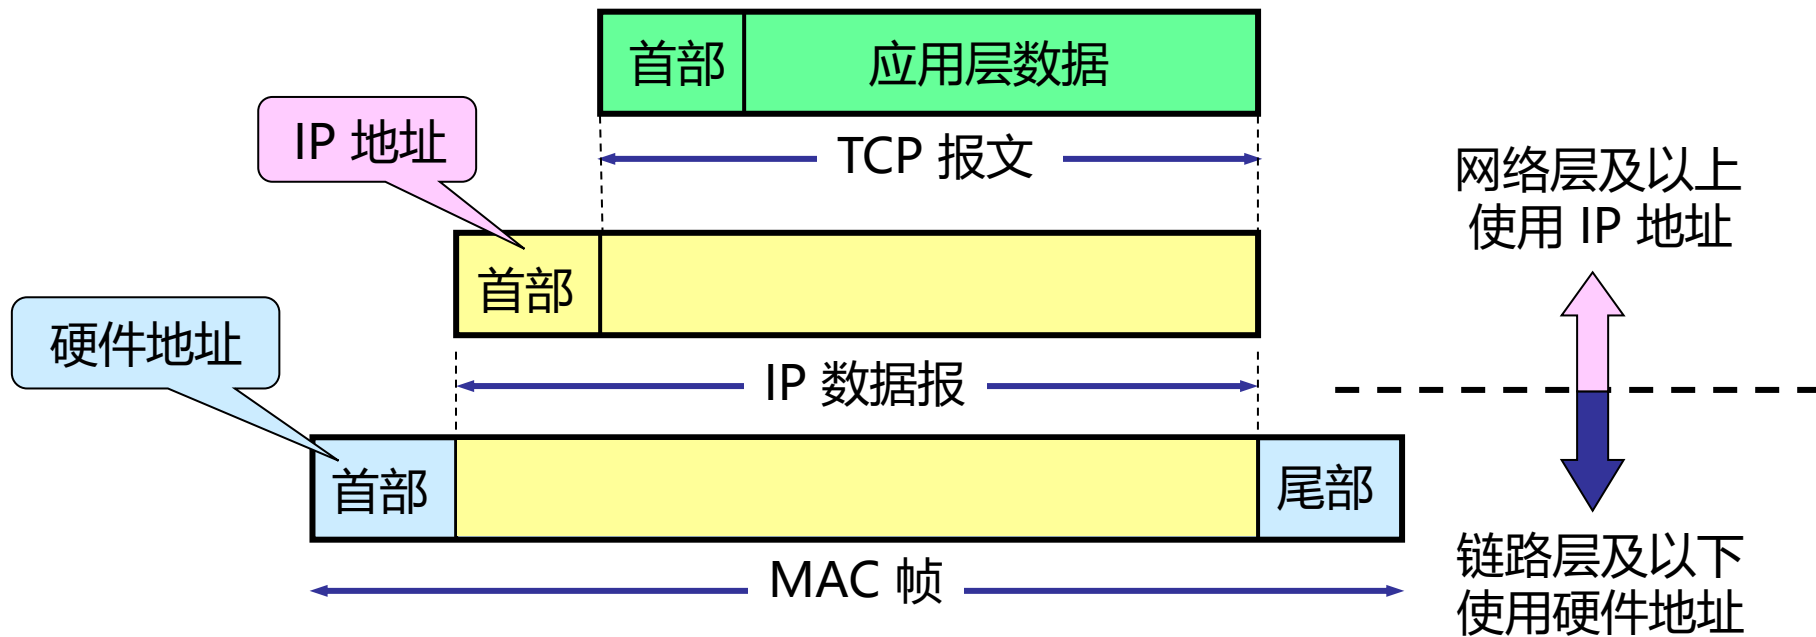 首部
应用层数据
IP 地址
TCP 报文
网络层及以上
使用 IP 地址
首部
硬件地址
IP 数据报
首部
尾部
MAC 帧
链路层及以下
使用硬件地址